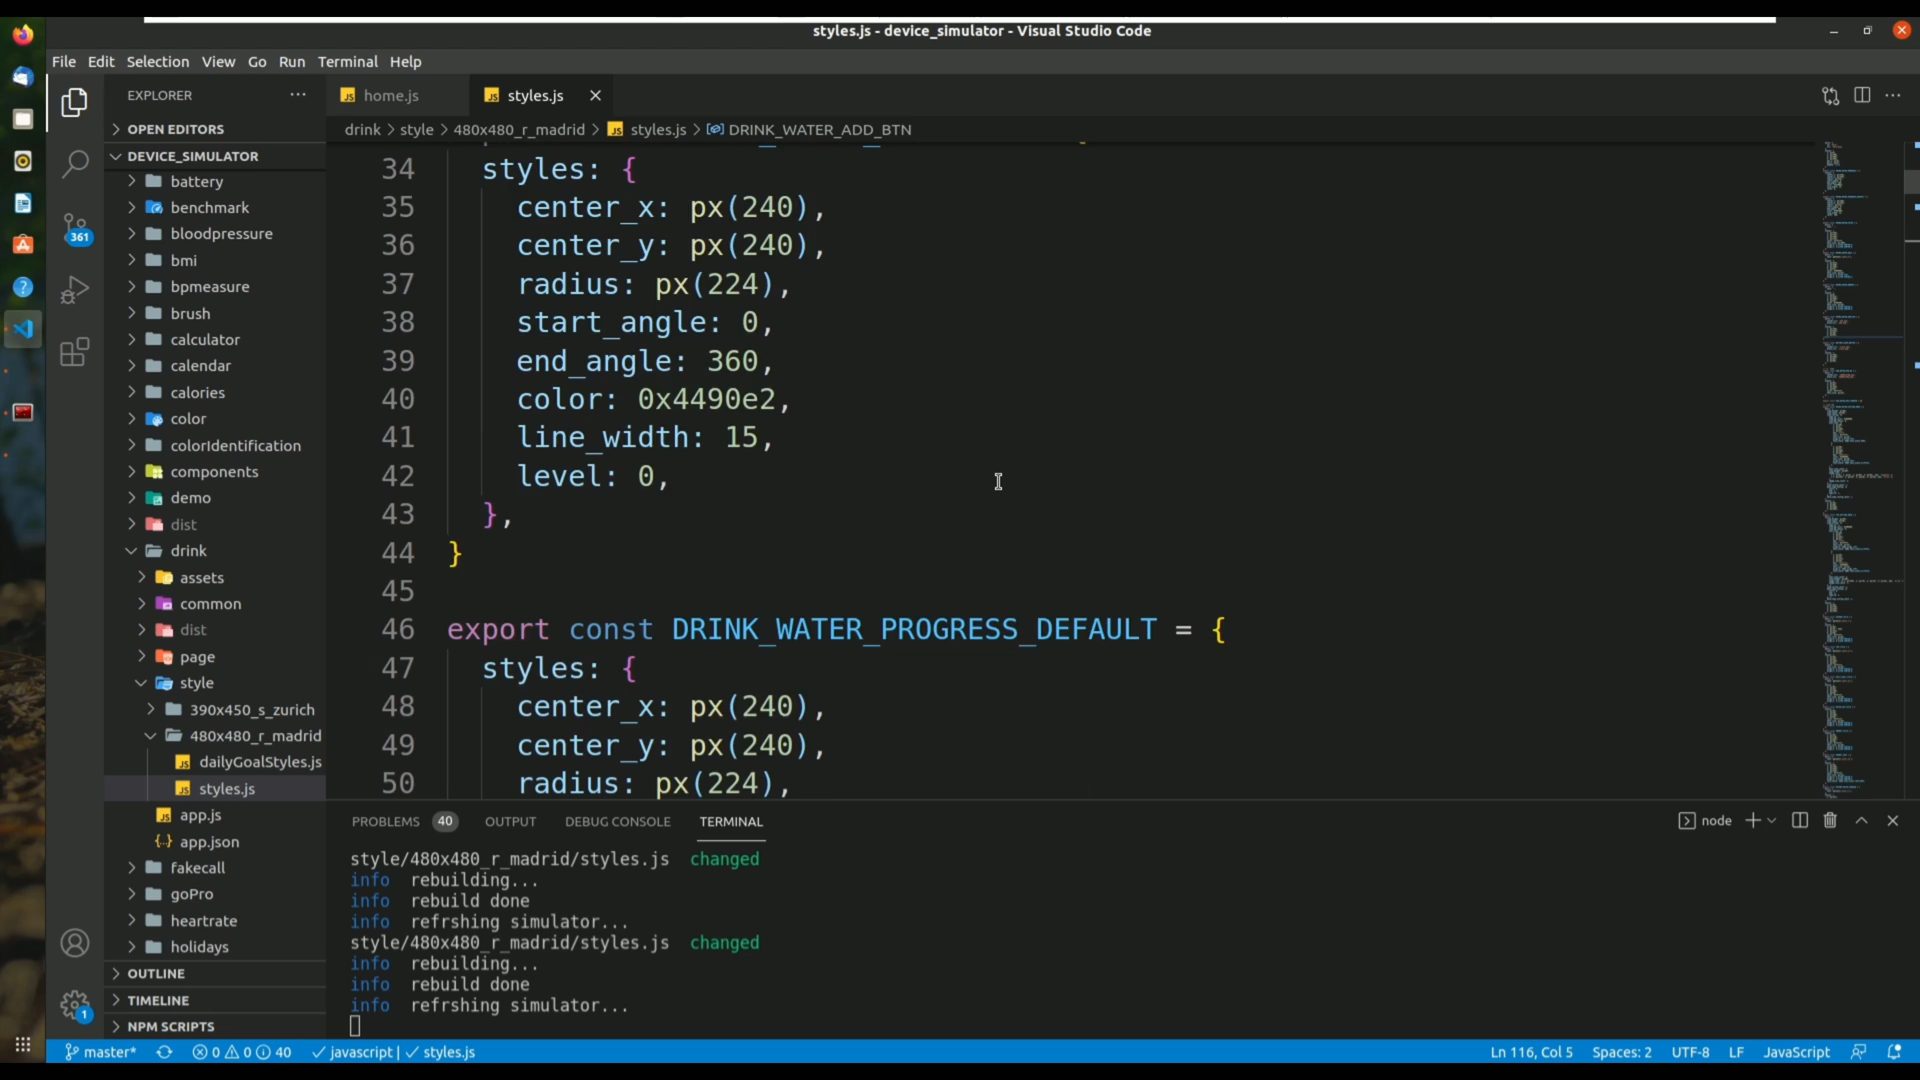 styles.js - device_simulator - Visual Studio Code
File Edit Selection View Go Run Terminal Help
EXPLORER
OPEN EDITORS
DEVICE_SIMULATOR
battery
benchmark
bloodpressure
bmi
bpmeasure
brush
calculator
calendar
calories
color
colorIdentification
components
demo
dist
drink
assets
common
dist
page
style
390x450_s_zurich
480x480_r_madrid
JS dailyGoalStyles.js
JS styles.js
JS app.js
{} app.json
fakecall
goPro
heartrate
holidays
OUTLINE
TIMELINE
NPM SCRIPTS
361
1
JS home.js
JS styles.js
drink > style > 480x480_r_madrid > JS styles.js > DRINK_WATER_ADD_BTN
34 styles: {
35 center_x: px(240),
36 center_y: px(240),
37 radius: px(224),
38 start_angle: 0,
39 end_angle: 360,
40 color: 0x4490e2,
41 line_width: 15,
42 level: 0,
43 },
44 }
45
46 export const DRINK_WATER_PROGRESS_DEFAULT = {
47 styles: {
48 center_x: px(240),
49 center_y: px(240),
50 radius: px(224),
PROBLEMS 40 OUTPUT DEBUG CONSOLE TERMINAL
node
style/480x480_r_madrid/styles.js changed
info rebuilding...
info rebuild done
info refrshing simulator...
style/480x480_r_madrid/styles.js changed
info rebuilding...
info rebuild done
info refrshing simulator...
master* 0 0 40 javascript | styles.js
Ln 116, Col 5 Spaces: 2 UTF-8 LF JavaScript